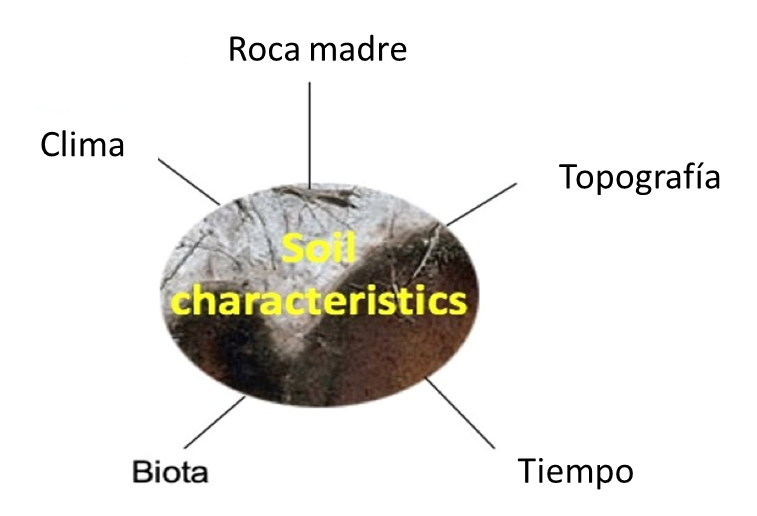 Roca madre
Clima
Topografía
Soil
characteristics
Biota
Tiempo